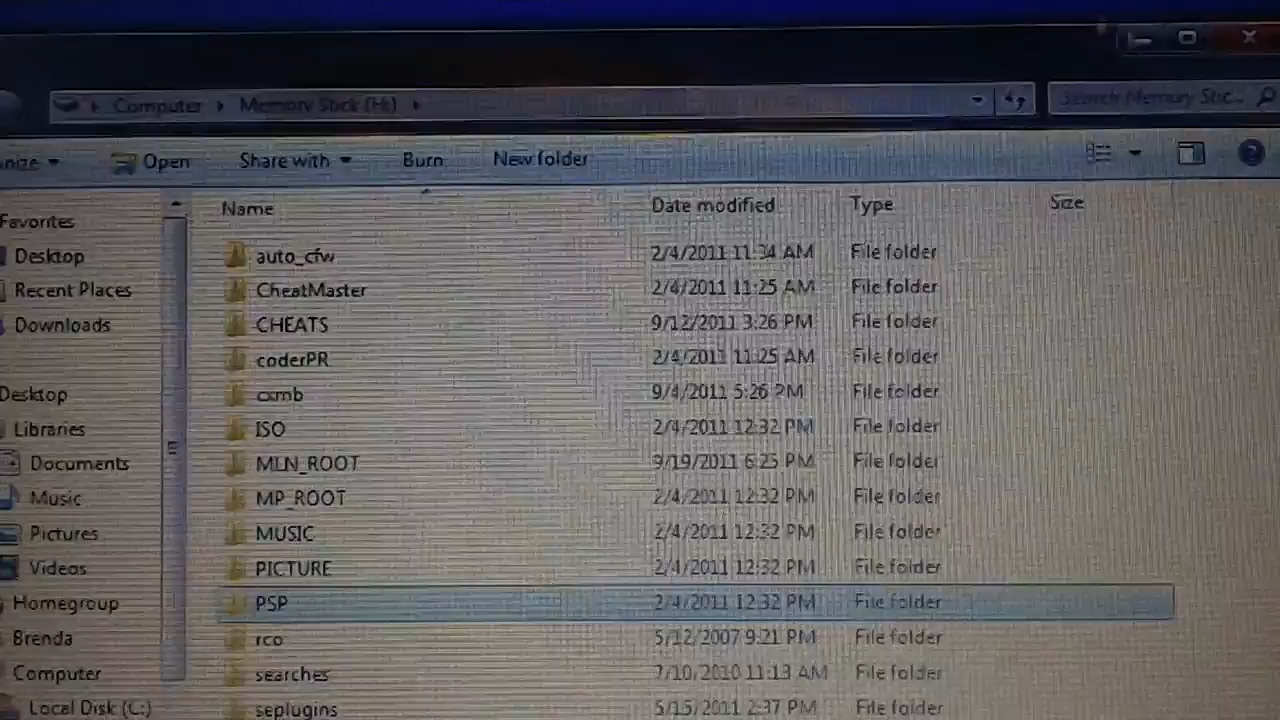 Computer Memory Stick (H:) Search Memory Stic...
nize Open Share with Burn New folder
Name Date modified Type Size
Favorites
Desktop auto_cfw 2/4/2011 11:34 AM File folder
Recent Places CheatMaster 2/4/2011 11:25 AM File folder
Downloads CHEATS 9/12/2011 3:26 PM File folder
coderPR 2/4/2011 11:25 AM File folder
Desktop cxmb 9/4/2011 5:26 PM File folder
Libraries ISO 2/4/2011 12:32 PM File folder
Documents MLN_ROOT 9/19/2011 6:25 PM File folder
Music MP_ROOT 2/4/2011 12:32 PM File folder
Pictures MUSIC 2/4/2011 12:32 PM File folder
Videos PICTURE 2/4/2011 12:32 PM File folder
Homegroup PSP 2/4/2011 12:32 PM File folder
Brenda rco 5/12/2007 9:21 PM File folder
Computer searches 7/10/2010 11:13 AM File folder
Local Disk (C:) seplugins 5/15/2011 2:37 PM File folder